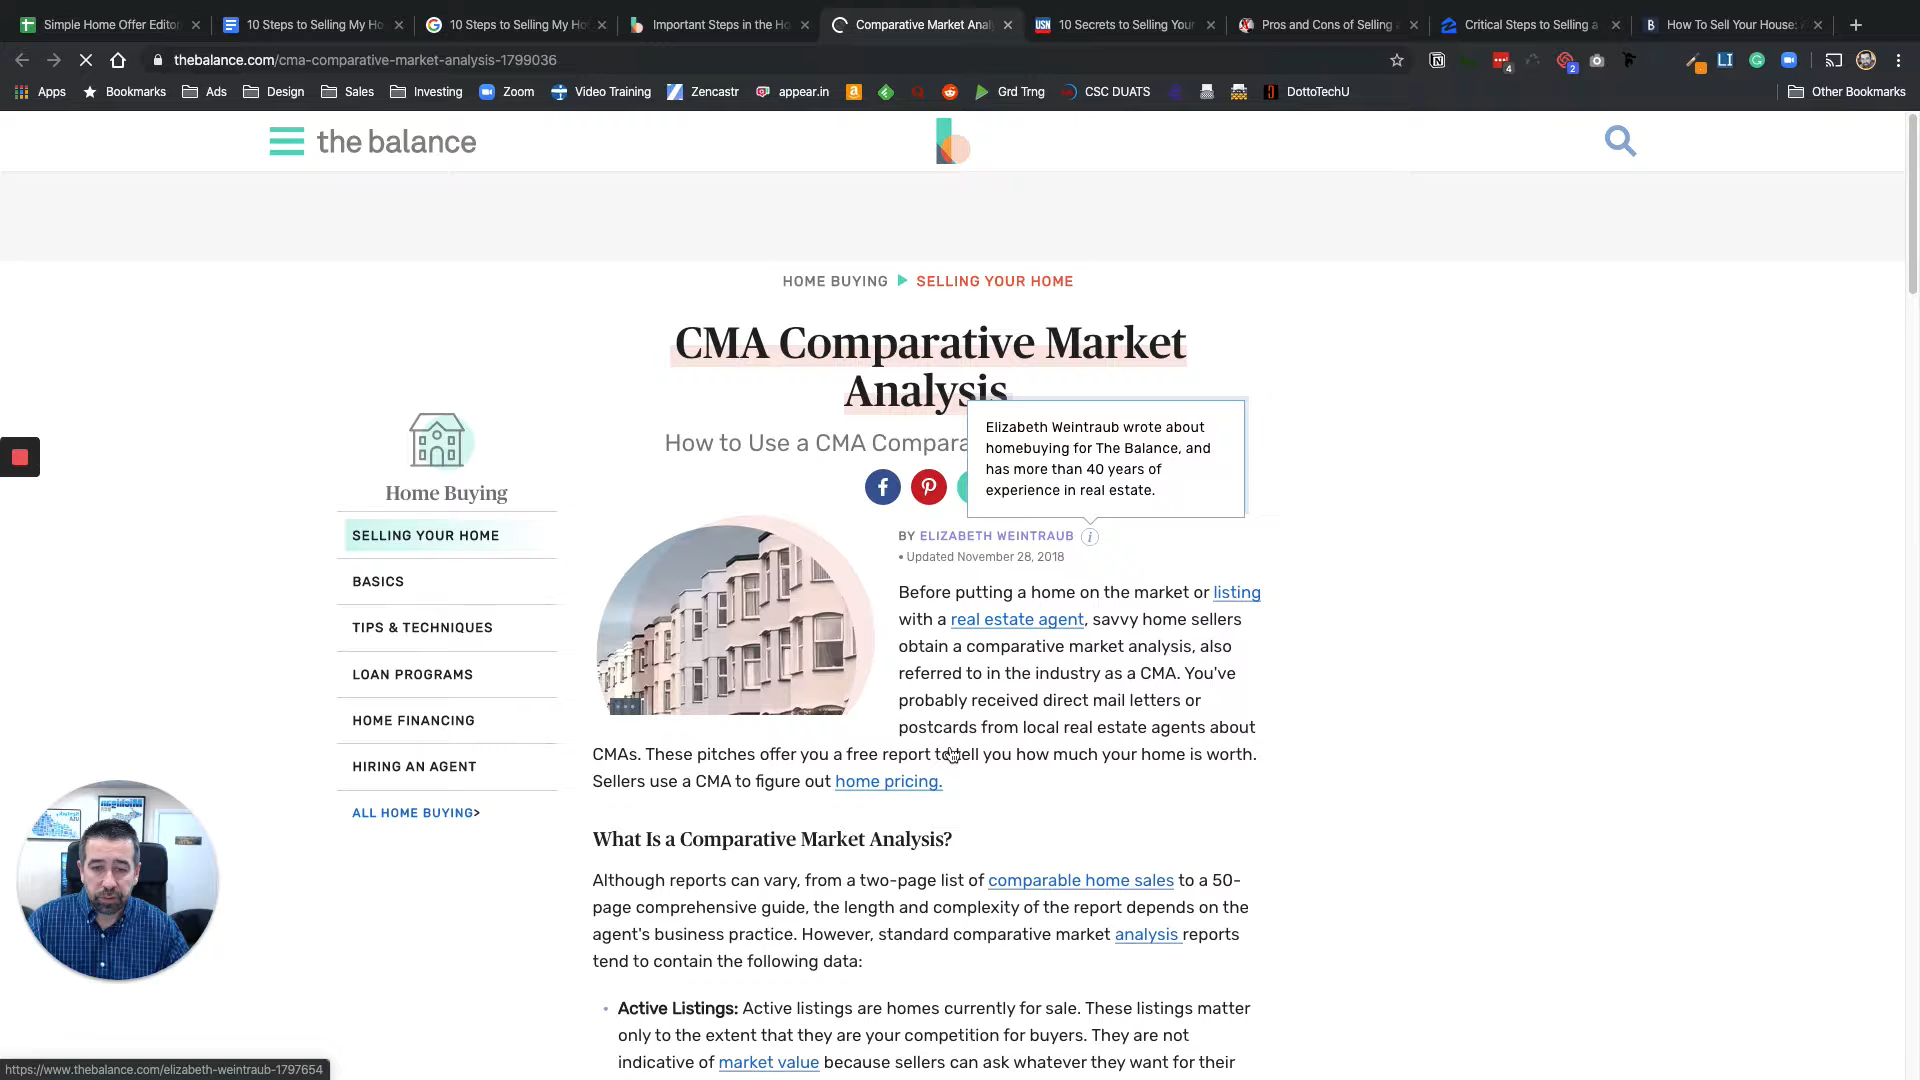 Simple Home Offer Editor
10 Steps to Selling My Ho
10 Steps to Selling My Ho
Important Steps in the Ho
Comparative Market Anal
10 Secrets to Selling Your
Pros and Cons of Selling
Critical Steps to Selling a
How To Sell Your House:
thebalance.com/cma-comparative-market-analysis-1799036
Apps
Bookmarks
Ads
Design
Sales
Investing
Zoom
Video Training
Zencastr
appear.in
Grd Trng
CSC DUATS
DottoTechU
Other Bookmarks
the balance
HOME BUYING
SELLING YOUR HOME
CMA Comparative Market
Analysis
How to Use a CMA Compara
Elizabeth Weintraub wrote about
homebuying for The Balance, and
has more than 40 years of
experience in real estate.
Home Buying
SELLING YOUR HOME
BASICS
TIPS & TECHNIQUES
LOAN PROGRAMS
HOME FINANCING
HIRING AN AGENT
ALL HOME BUYING>
BY ELIZABETH WEINTRAUB i
• Updated November 28, 2018
Before putting a home on the market or listing
with a real estate agent, savvy home sellers
obtain a comparative market analysis, also
referred to in the industry as a CMA. You've
probably received direct mail letters or
postcards from local real estate agents about
CMAs. These pitches offer you a free report to tell you how much your home is worth.
Sellers use a CMA to figure out home pricing.
What Is a Comparative Market Analysis?
Although reports can vary, from a two-page list of comparable home sales to a 50-
page comprehensive guide, the length and complexity of the report depends on the
agent's business practice. However, standard comparative market analysis reports
tend to contain the following data:
• Active Listings: Active listings are homes currently for sale. These listings matter
only to the extent that they are your competition for buyers. They are not
indicative of market value because sellers can ask whatever they want for their
https://www.thebalance.com/elizabeth-weintraub-1797654